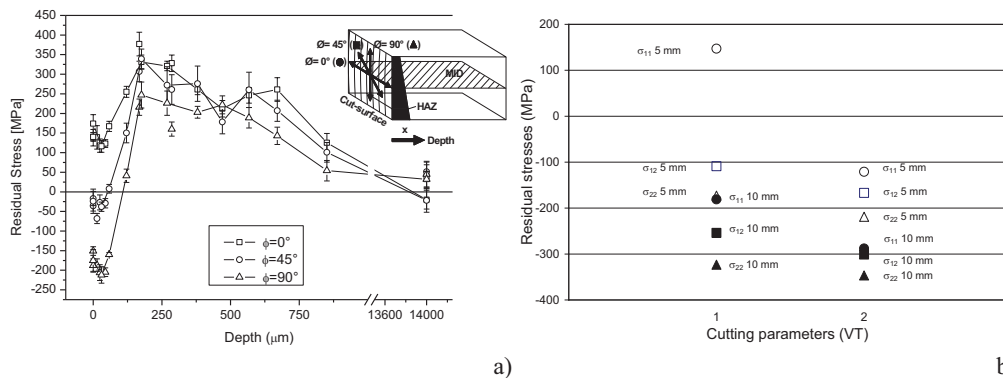 Residual Stress [MPa]
450
400
350
300
250
200
150
100
50
0
-50
-100
-150
-200
-250
0
250
500
750
13600
14000
Depth (μm)
ϕ=0°
ϕ=45°
ϕ=90°
Ø= 45° (■)
Ø= 90° (▲)
Ø= 0° (●)
MID
HAZ
Cut-surface
x
Depth
a)
Residual stresses (MPa)
200
100
0
-100
-200
-300
-400
σ11 5 mm
σ12 5 mm
σ22 5 mm
σ11 10 mm
σ12 10 mm
σ22 10 mm
σ11 5 mm
σ12 5 mm
σ22 5 mm
σ11 10 mm
σ12 10 mm
σ22 10 mm
1
2
Cutting parameters (VT)
b